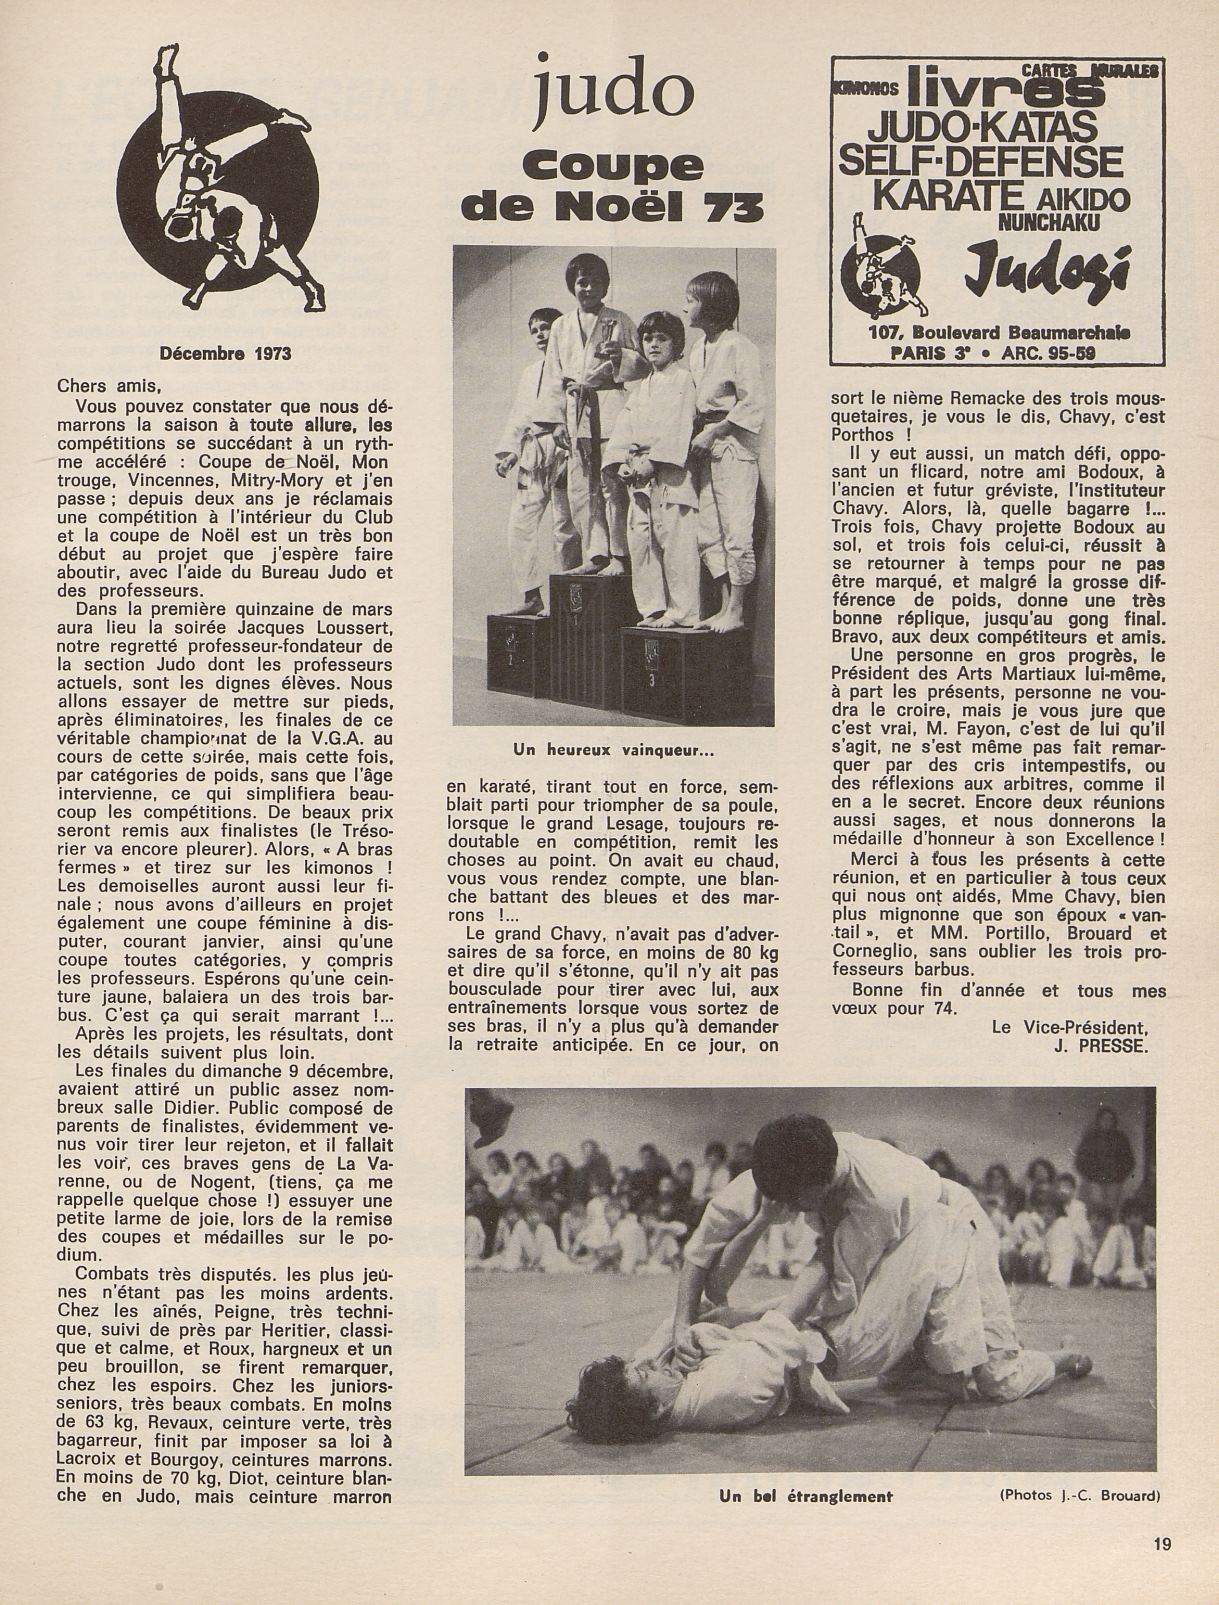 judo
Coupe
de Noël 73
Décembre 1973
Chers amis,
Vous pouvez constater que nous dé-
marrons la saison à toute allure, les
compétitions se succédant à un ryth-
me accéléré : Coupe de Noël, Mon
trouge, Vincennes, Mitry-Mory et j'en
passe ; depuis deux ans je réclamais
une compétition à l'intérieur du Club
et la coupe de Noël est un très bon
début au projet que j'espère faire
aboutir, avec l'aide du Bureau Judo et
des professeurs.
Dans la première quinzaine de mars
aura lieu la soirée Jacques Loussert,
notre regretté professeur-fondateur de
la section Judo dont les professeurs
actuels, sont les dignes élèves. Nous
allons essayer de mettre sur pieds,
après éliminatoires, les finales de ce
véritable championnat de la V.G.A. au
cours de cette soirée, mais cette fois,
par catégories de poids, sans que l'âge
intervienne, ce qui simplifiera beau-
coup les compétitions. De beaux prix
seront remis aux finalistes (le Tréso-
rier va encore pleurer). Alors, « A bras
fermes » et tirez sur les kimonos !
Les demoiselles auront aussi leur fi-
nale ; nous avons d'ailleurs en projet
également une coupe féminine à dis-
puter, courant janvier, ainsi qu'une
coupe toutes catégories, y compris
les professeurs. Espérons qu'une cein-
ture jaune, balaiera un des trois bar-
bus. C'est ça qui serait marrant !...
Après les projets, les résultats, dont
les détails suivent plus loin.
Les finales du dimanche 9 décembre,
avaient attiré un public assez nom-
breux salle Didier. Public composé de
parents de finalistes, évidemment ve-
nus voir tirer leur rejeton, et il fallait
les voir, ces braves gens de La Va-
renne, ou de Nogent, (tiens, ça me
rappelle quelque chose !) essuyer une
petite larme de joie, lors de la remise
des coupes et médailles sur le po-
dium.
Combats très disputés. les plus jeu-
nes n'étant pas les moins ardents.
Chez les aînés, Peigne, très techni-
que, suivi de près par Heritier, classi-
que et calme, et Roux, hargneux et un
peu brouillon, se firent remarquer,
chez les espoirs. Chez les juniors-
seniors, très beaux combats. En moins
de 63 kg, Revaux, ceinture verte, très
bagarreur, finit par imposer sa loi à
Lacroix et Bourgoy, ceintures marrons.
En moins de 70 kg, Diot, ceinture blan-
che en Judo, mais ceinture marron
2
1
3
Un heureux vainqueur...
en karaté, tirant tout en force, sem-
blait parti pour triompher de sa poule,
lorsque le grand Lesage, toujours re-
doutable en compétition, remit les
choses au point. On avait eu chaud,
vous vous rendez compte, une blan-
che battant des bleues et des mar-
rons !...
Le grand Chavy, n'avait pas d'adver-
saires de sa force, en moins de 80 kg
et dire qu'il s'étonne, qu'il n'y ait pas
bousculade pour tirer avec lui, aux
entraînements lorsque vous sortez de
ses bras, il n'y a plus qu'à demander
la retraite anticipée. En ce jour, on
CARTES MURALES
KIMONOS livres
JUDO·KATAS
SELF·DEFENSE
KARATE AIKIDO
NUNCHAKU
Judogi
107, Boulevard Beaumarchais
PARIS 3e • ARC. 95-59
sort le nième Remacke des trois mous-
quetaires, je vous le dis, Chavy, c'est
Porthos !
Il y eut aussi, un match défi, oppo-
sant un flicard, notre ami Bodoux, à
l'ancien et futur gréviste, l'Instituteur
Chavy. Alors, là, quelle bagarre !...
Trois fois, Chavy projette Bodoux au
sol, et trois fois celui-ci, réussit à
se retourner à temps pour ne pas
être marqué, et malgré la grosse dif-
férence de poids, donne une très
bonne réplique, jusqu'au gong final.
Bravo, aux deux compétiteurs et amis.
Une personne en gros progrès, le
Président des Arts Martiaux lui-même,
à part les présents, personne ne vou-
dra le croire, mais je vous jure que
c'est vrai, M. Fayon, c'est de lui qu'il
s'agit, ne s'est même pas fait remar-
quer par des cris intempestifs, ou
des réflexions aux arbitres, comme il
en a le secret. Encore deux réunions
aussi sages, et nous donnerons la
médaille d'honneur à son Excellence !
Merci à tous les présents à cette
réunion, et en particulier à tous ceux
qui nous ont aidés, Mme Chavy, bien
plus mignonne que son époux « van-
tail », et MM. Portillo, Brouard et
Corneglio, sans oublier les trois pro-
fesseurs barbus.
Bonne fin d'année et tous mes
vœux pour 74.
Le Vice-Président,
J. PRESSE.
Un bel étranglement
(Photos J.-C. Brouard)
19